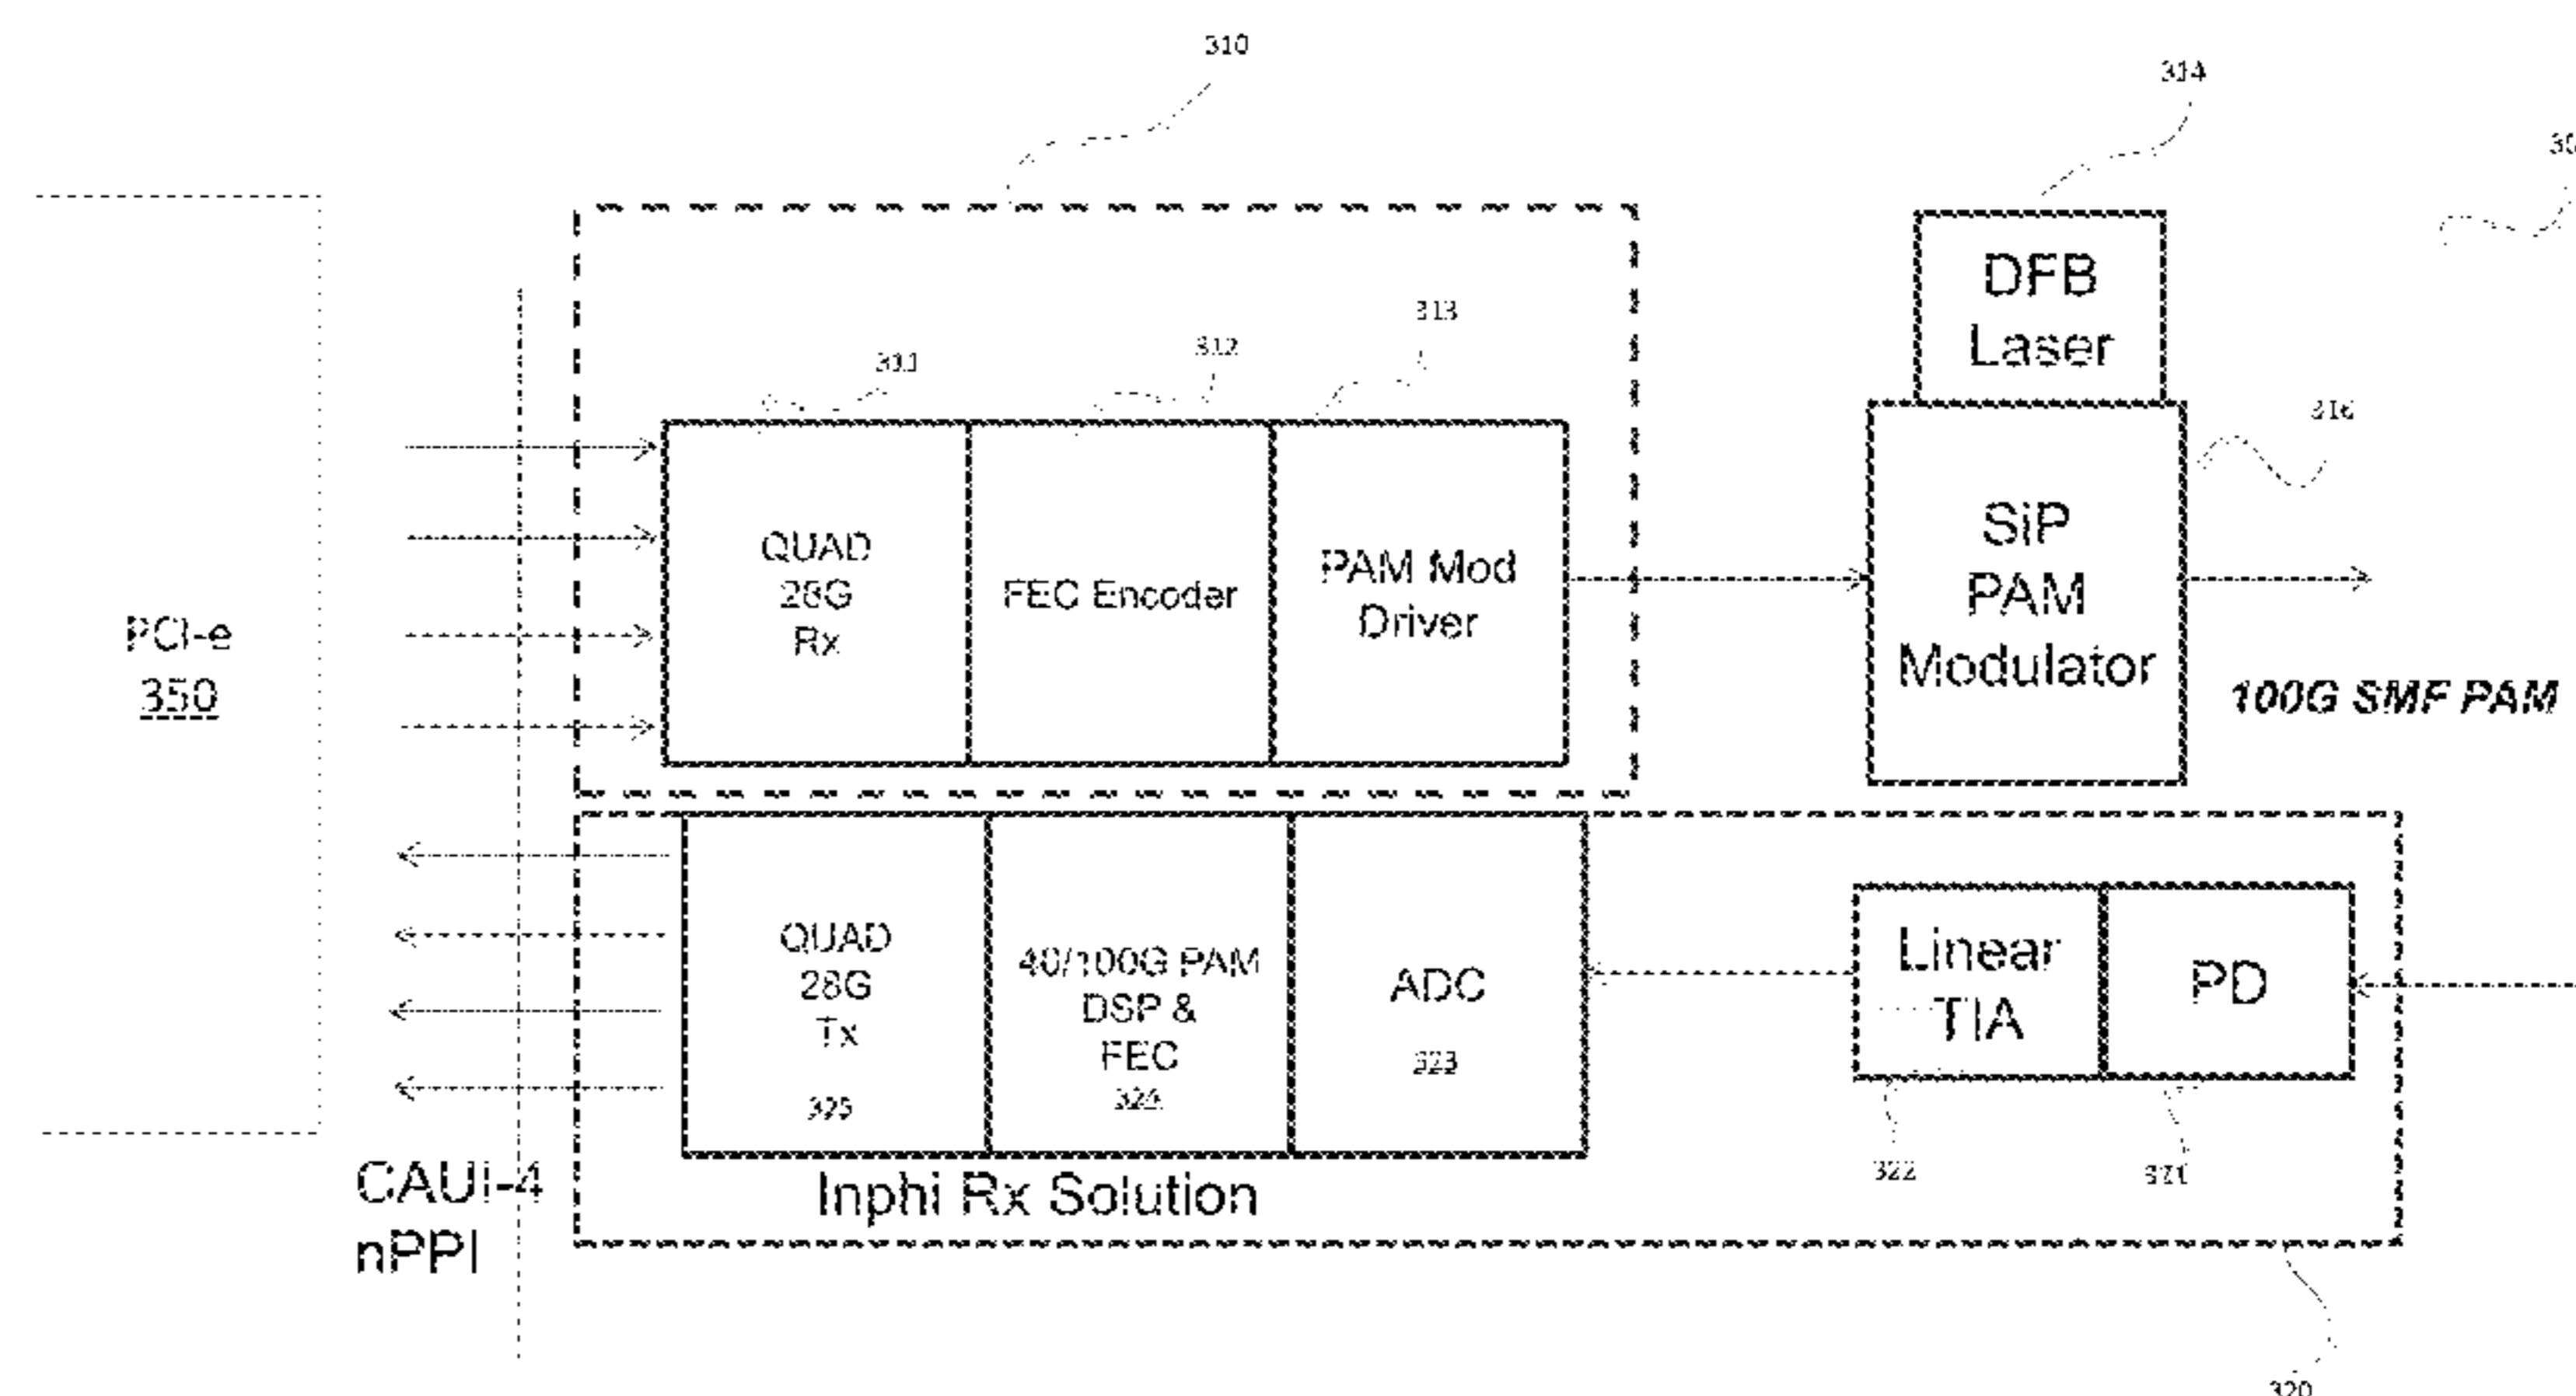 310
314
311
312
313
316
DFB
Laser
PCI-e
350
QUAD
28G
Rx
FEC Encoder
PAM Mod
Driver
SiP
PAM
Modulator
100G SMF PAM
QUAD
28G
Tx
325
40/100G PAM
DSP &
FEC
324
ADC
323
Linear
TIA
PD
322
321
Inphi Rx Solution
CAUI-4
nPPI
320